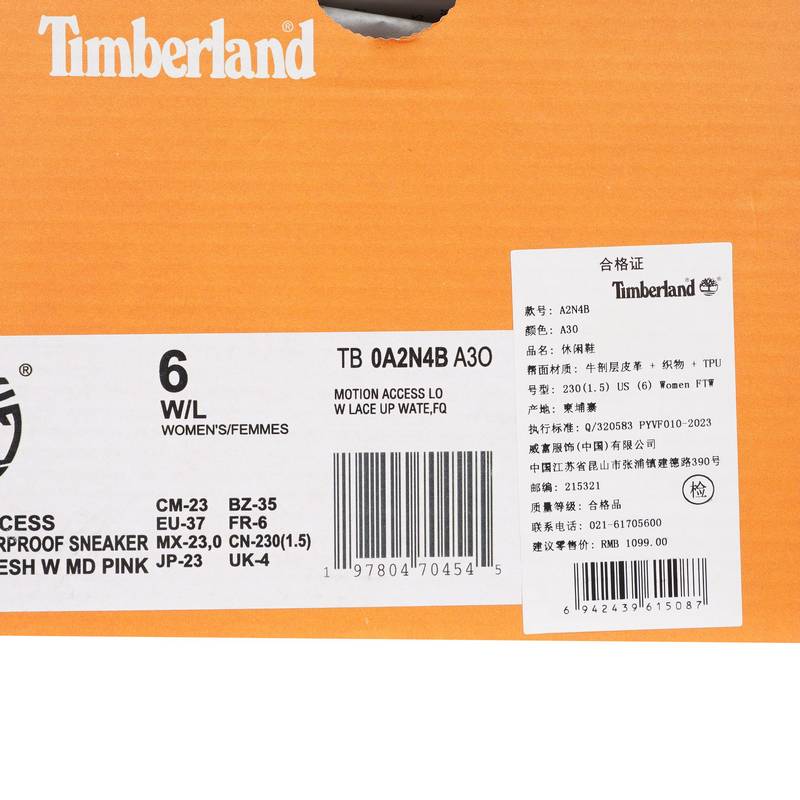 Timberland®
®
6
W/L
WOMEN'S/FEMMES
CESS
RPROOF SNEAKER
ESH W MD PINK
CM-23 BZ-35
EU-37 FR-6
MX-23,0 CN-230(1.5)
JP-23 UK-4
TB 0A2N4B A3O
MOTION ACCESS LO
W LACE UP WATE,FQ
1 97804 70454 5
合格证
Timberland®
款号: A2N4B
颜色: A30
品名: 休闲鞋
帮面材质: 牛剖层皮革 + 织物 + TPU
号型: 230(1.5) US (6) Women FTW
产地: 柬埔寨
执行标准: Q/320583 PYVF010-2023
威富服饰(中国)有限公司
中国江苏省昆山市张浦镇建德路390号
邮编: 215321
检
质量等级: 合格品
联系电话: 021-61705600
建议零售价: RMB 1099.00
6 942439 615087